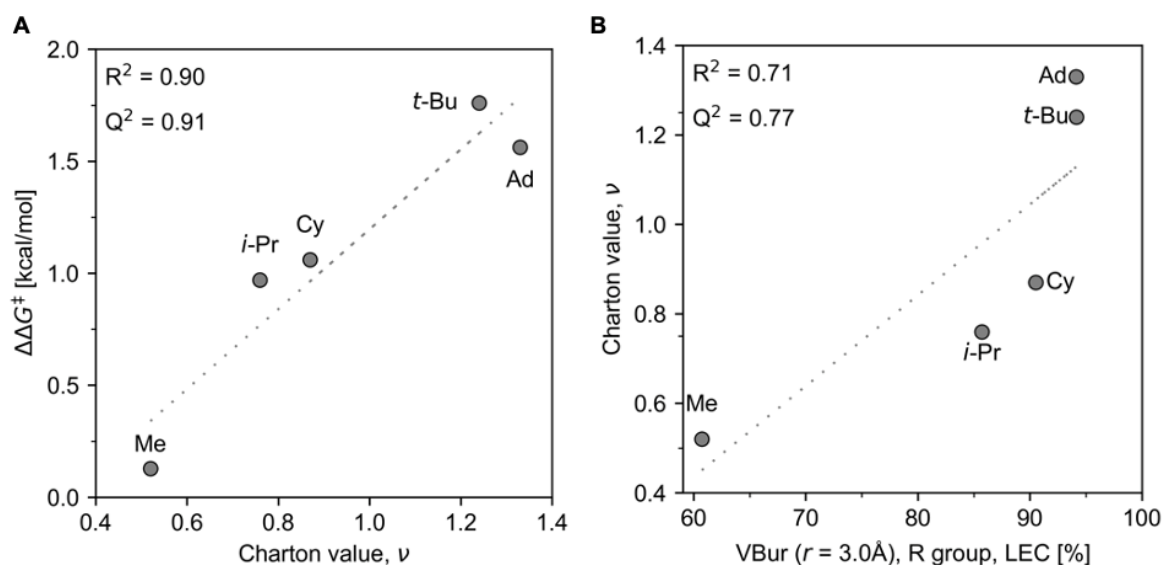 A
2.0
R² = 0.90
Q² = 0.91
t-Bu
Ad
Cy
i-Pr
Me
1.5
1.0
0.5
0.0
ΔΔG‡ [kcal/mol]
0.4 0.6 0.8 1.0 1.2 1.4
Charton value, ν
B
1.4
R² = 0.71
Q² = 0.77
Ad
t-Bu
Cy
i-Pr
Me
1.2
1.0
0.8
0.6
0.4
Charton value, ν
60 70 80 90 100
VBur (r = 3.0Å), R group, LEC [%]